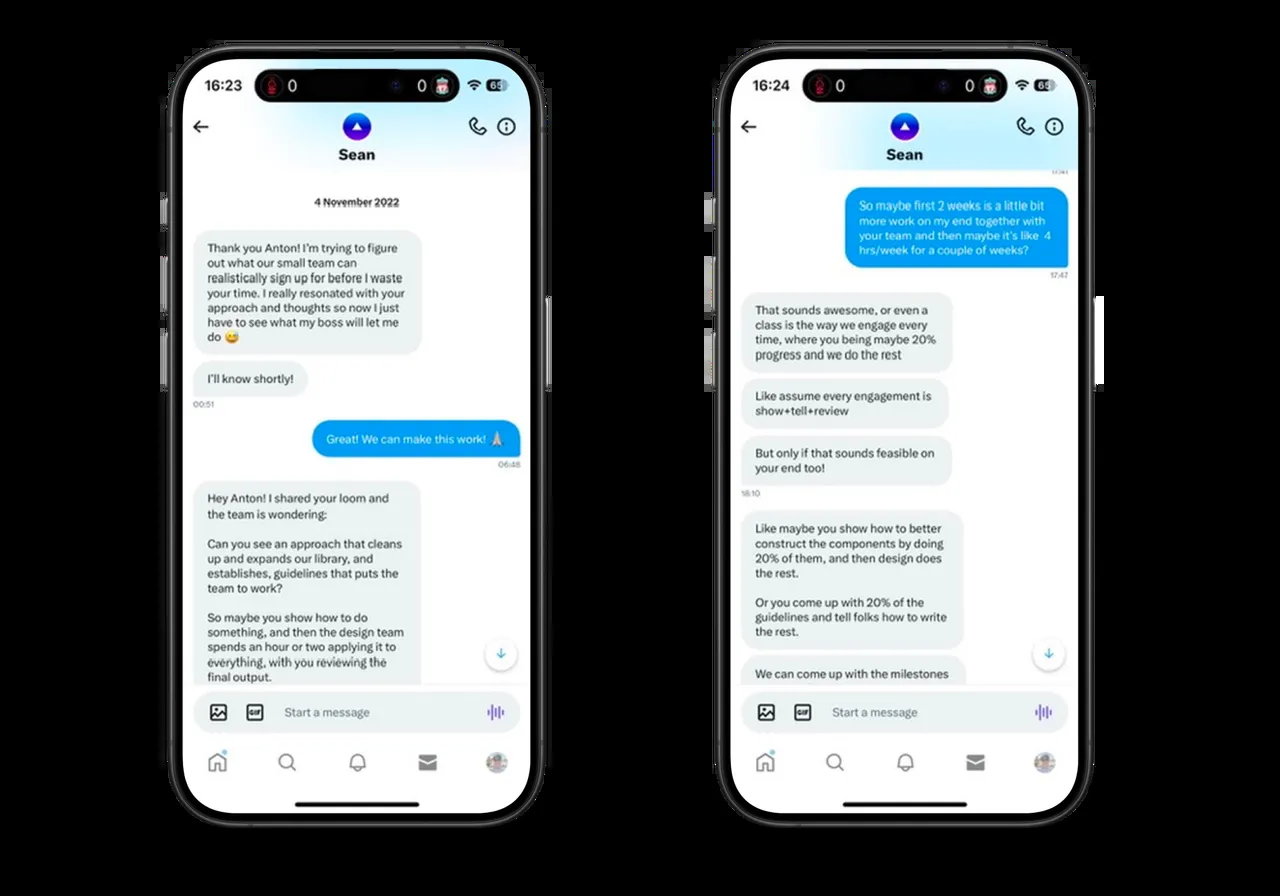 16:23
0
0
65
Sean
4 November 2022
Thank you Anton! I'm trying to figure
out what our small team can
realistically sign up for before I waste
your time. I really resonated with your
approach and thoughts so now I just
have to see what my boss will let me
do 😅
I'll know shortly!
00:51
Great! We can make this work! 🙏🏻
06:48
Hey Anton! I shared your loom and
the team is wondering:
Can you see an approach that cleans
up and expands our library, and
establishes, guidelines that puts the
team to work?
So maybe you show how to do
something, and then the design team
spends an hour or two applying it to
everything, with you reviewing the
final output.
GIF
Start a message
16:24
0
0
65
Sean
So maybe first 2 weeks is a little bit
more work on my end together with
your team and then maybe it's like 4
hrs/week for a couple of weeks?
17:47
That sounds awesome, or even a
class is the way we engage every
time, where you being maybe 20%
progress and we do the rest
Like assume every engagement is
show+tell+review
But only if that sounds feasible on
your end too!
18:10
Like maybe you show how to better
construct the components by doing
20% of them, and then design does
the rest.
Or you come up with 20% of the
guidelines and tell folks how to write
the rest.
We can come up with the milestones
GIF
Start a message